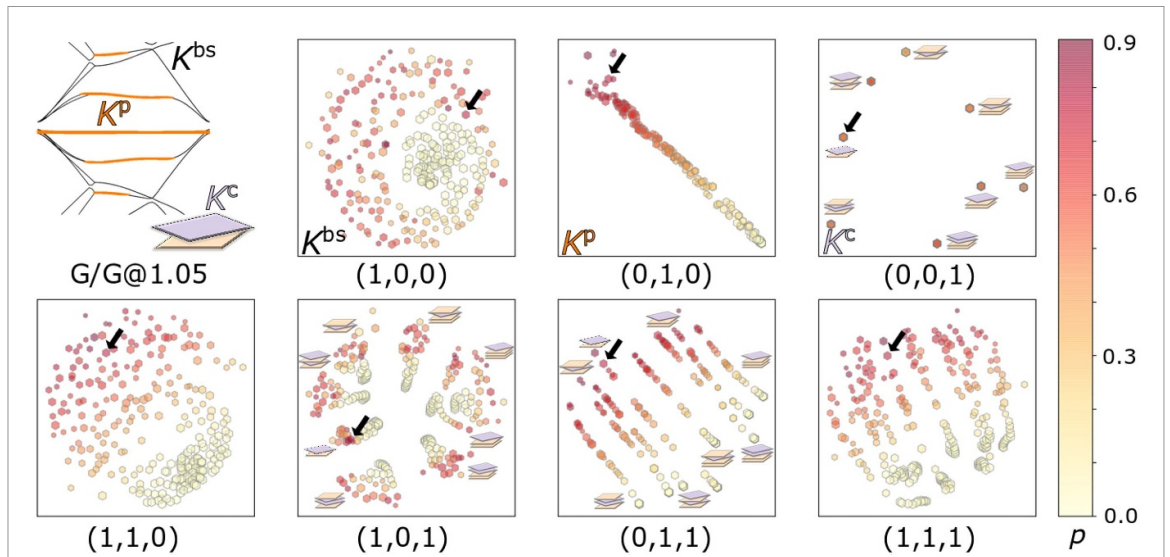 K^bs
K^p
K^c
G/G@1.05
K^bs
(1,0,0)
K^p
(0,1,0)
K^c
(0,0,1)
(1,1,0)
(1,0,1)
(0,1,1)
(1,1,1)
0.9
0.6
0.3
0.0
p